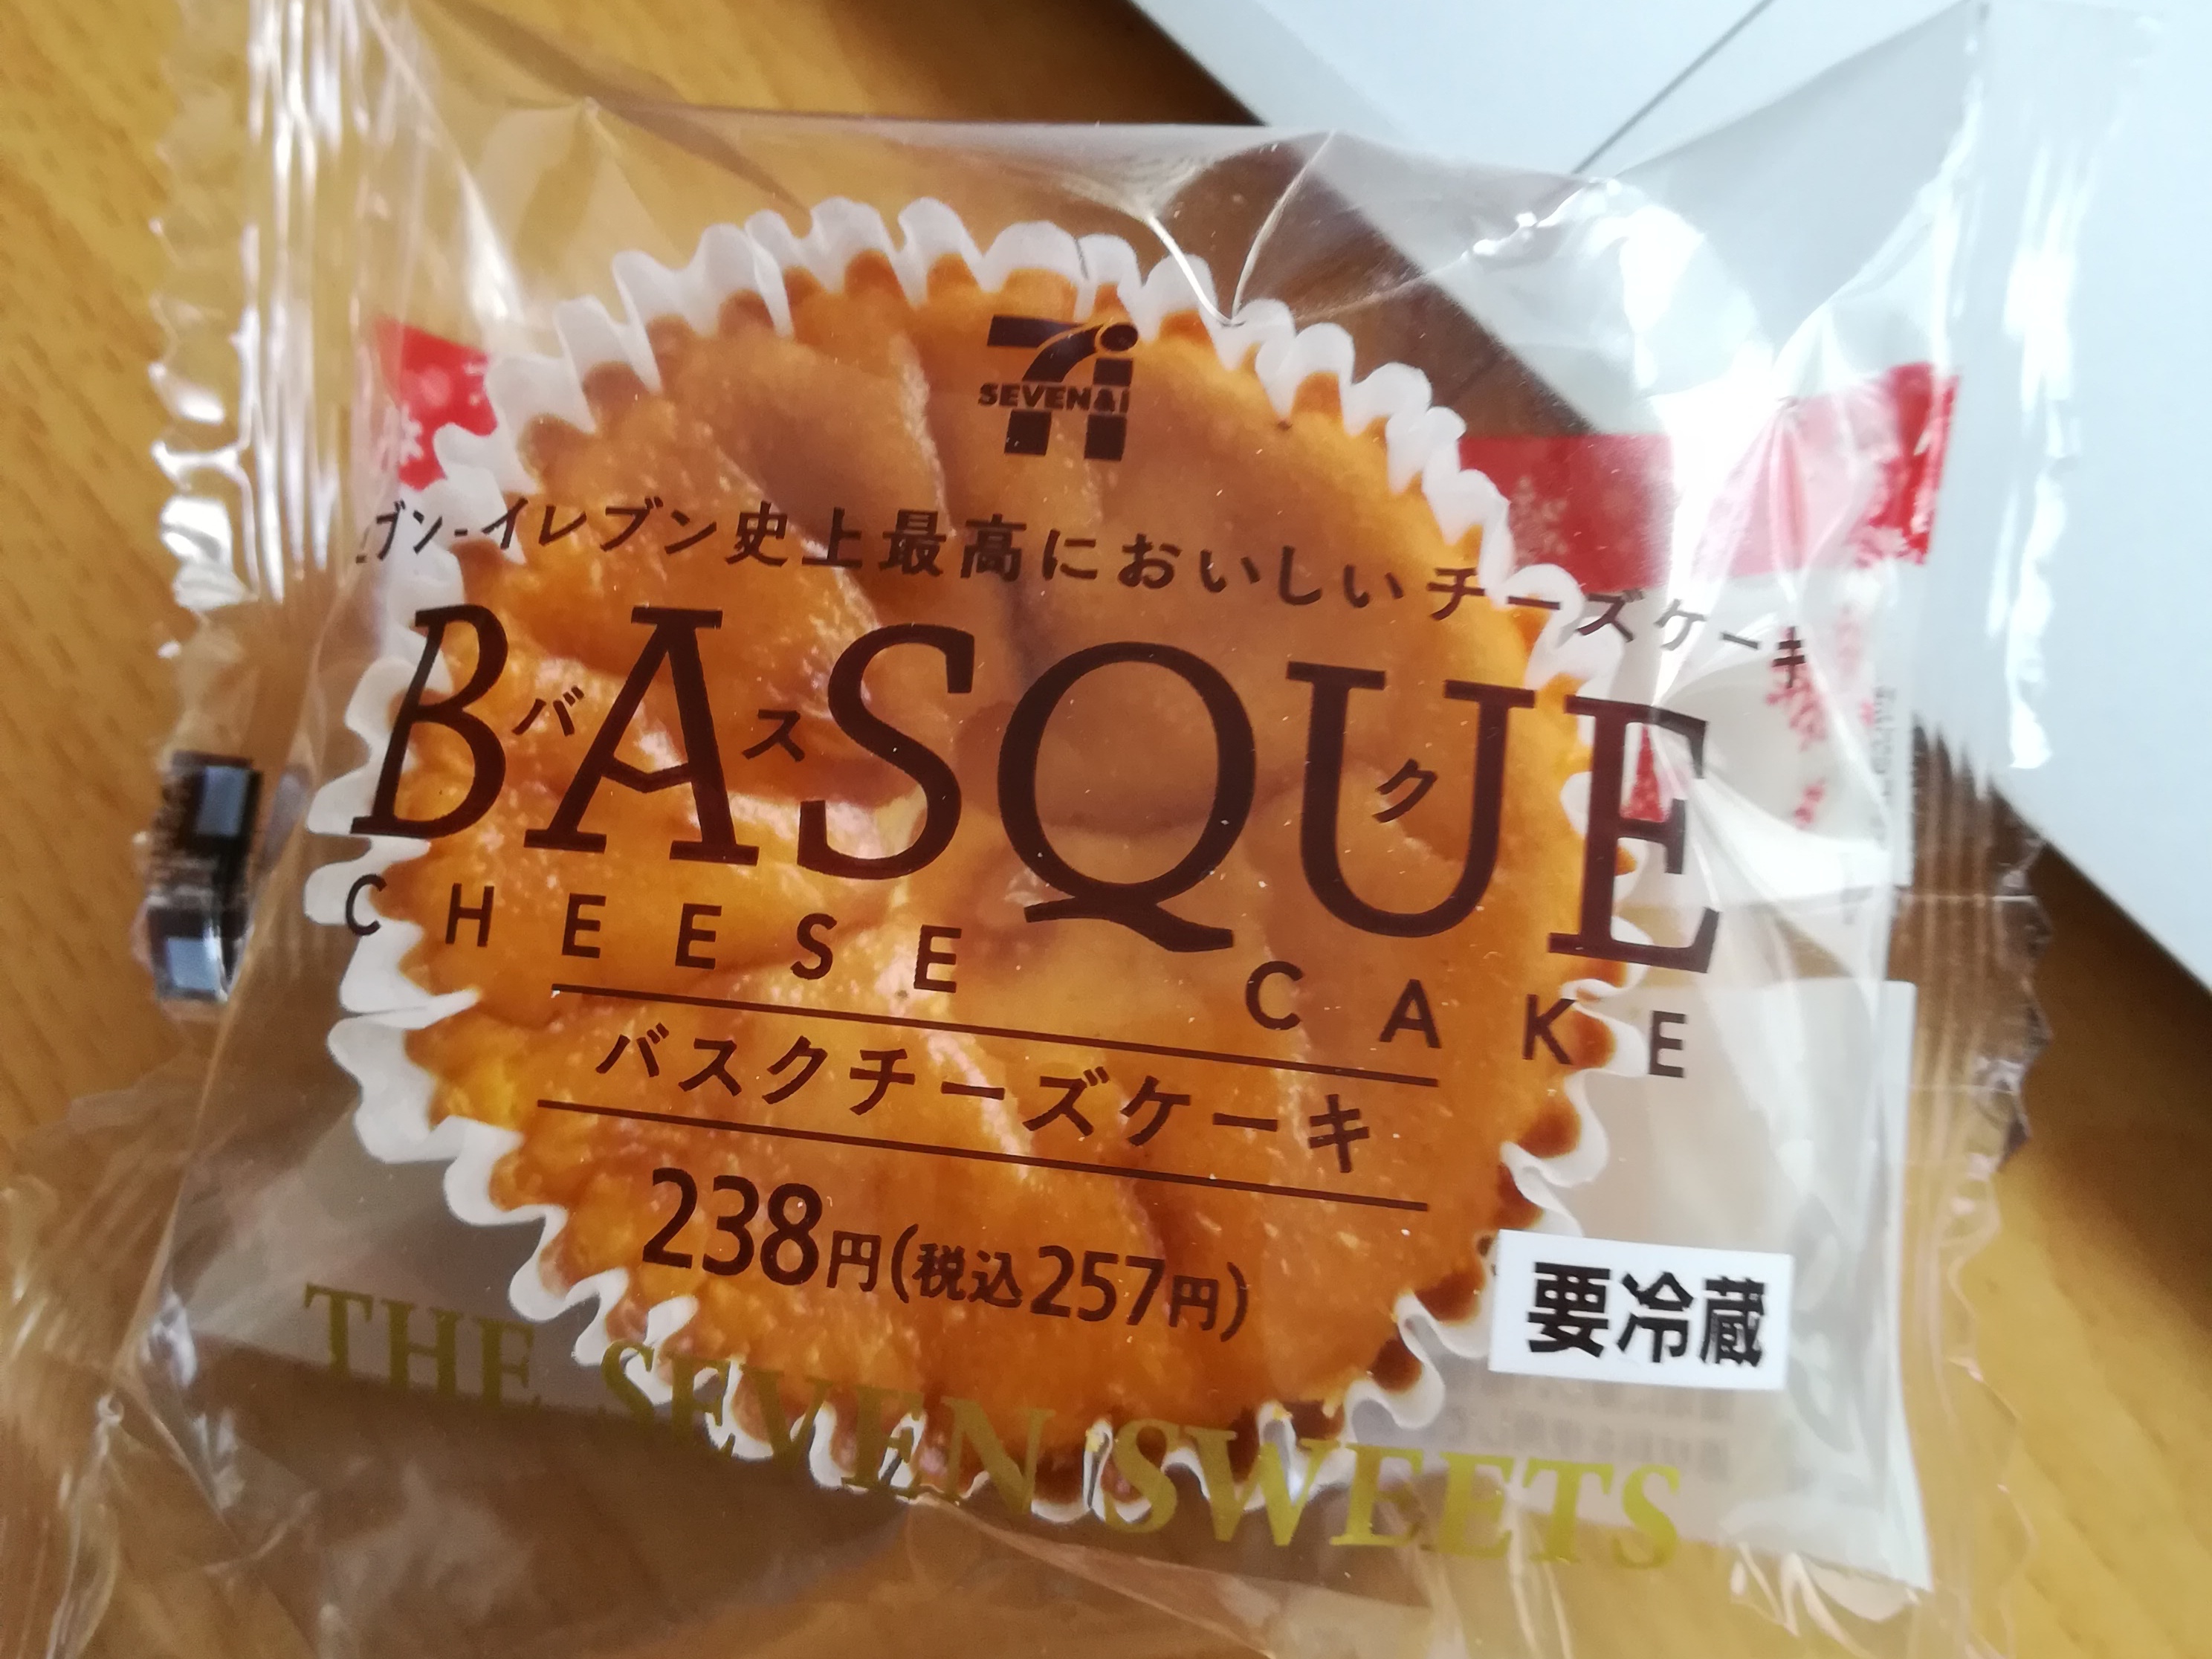 SEVEN&i
ブン-イレブン史上最高においしいチーズケーキ
BASQUE
バスク
CHEESE CAKE
バスクチーズケーキ
238円(税込257円)
要冷蔵
THE SEVEN SWEETS